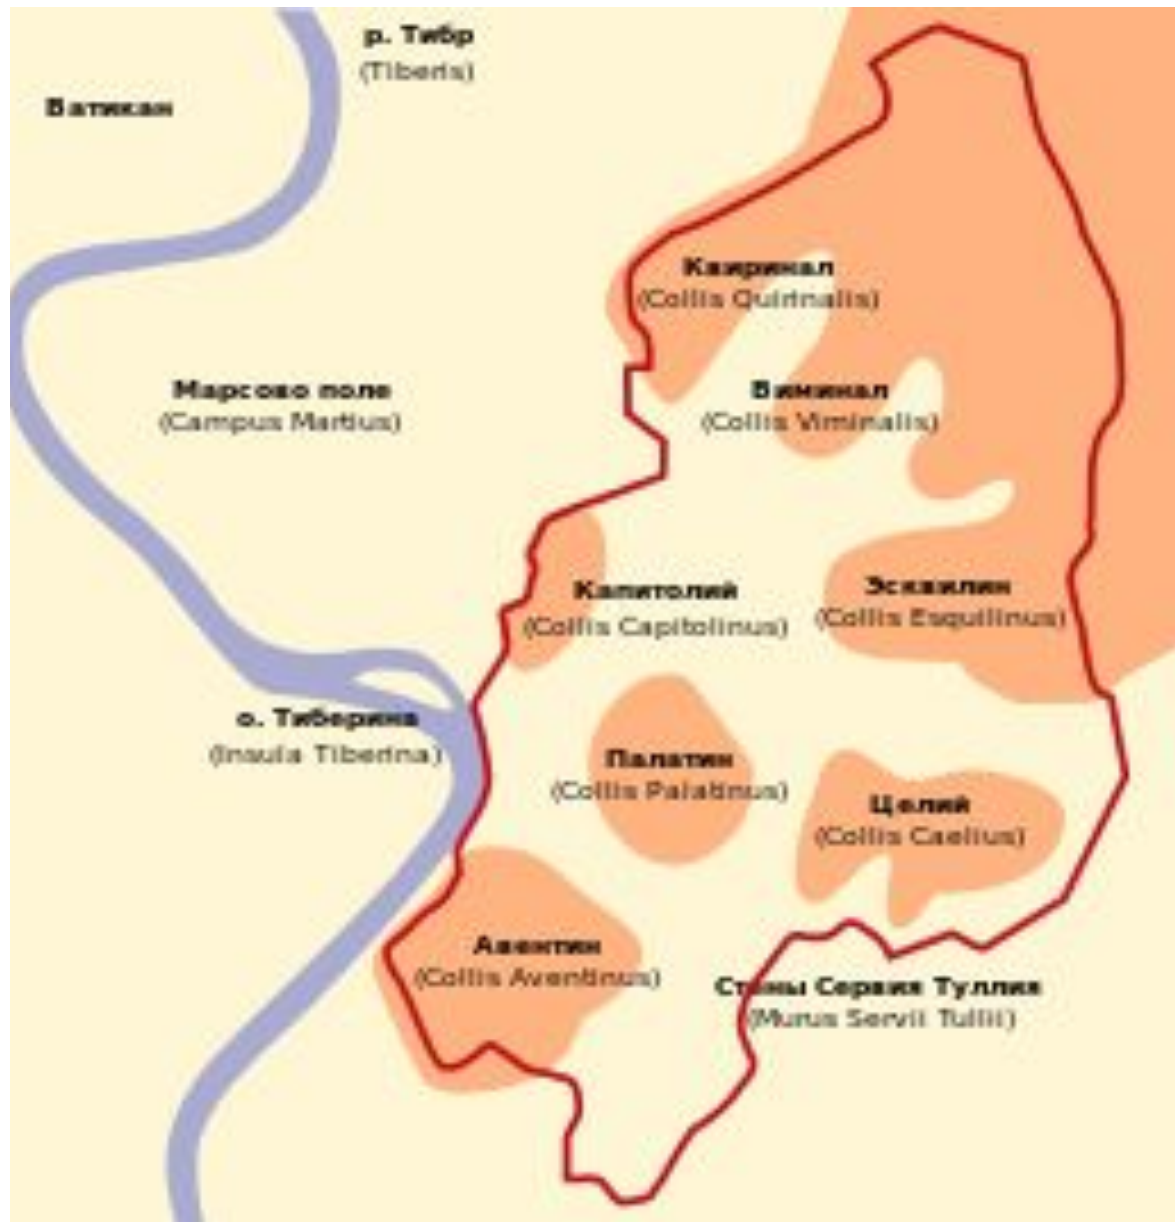 р. Тибр
(Tiberis)
Ватикан
Квиринал
(Collis Quirinalis)
Марсово поле
(Campus Martius)
Виминал
(Collis Viminalis)
Капитолий
(Collis Capitolinus)
Эсквилин
(Collis Esquilinus)
о. Тиберина
(Insula Tiberina)
Палатин
(Collis Palatinus)
Целий
(Collis Caelius)
Авентин
(Collis Aventinus)
Стены Сервия Туллия
(Murus Servii Tullii)